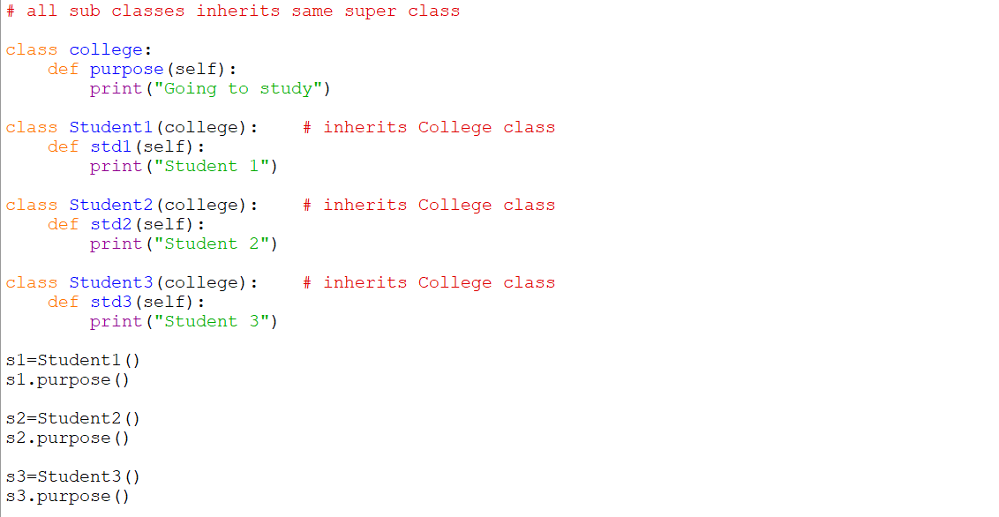 # all sub classes inherits same super class
class college:
    def purpose(self):
        print("Going to study")
class Student1(college):    # inherits College class
    def std1(self):
        print("Student 1")
class Student2(college):    # inherits College class
    def std2(self):
        print("Student 2")
class Student3(college):    # inherits College class
    def std3(self):
        print("Student 3")
s1=Student1()
s1.purpose()
s2=Student2()
s2.purpose()
s3=Student3()
s3.purpose()